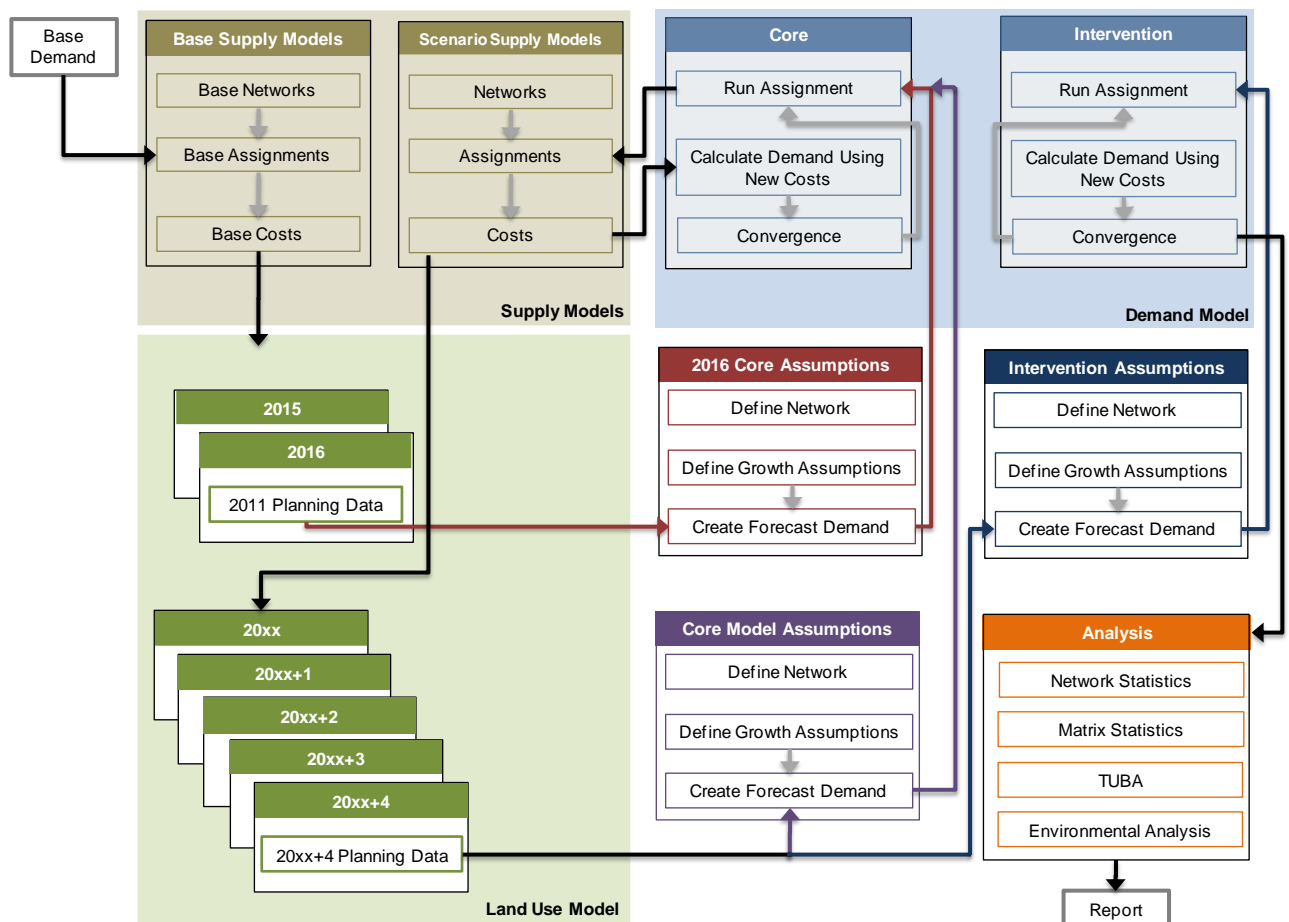 Base
Demand
Base Supply Models
Base Networks
Base Assignments
Base Costs
Scenario Supply Models
Networks
Assignments
Costs
Supply Models
Core
Run Assignment
Calculate Demand Using
New Costs
Convergence
Intervention
Run Assignment
Calculate Demand Using
New Costs
Convergence
Demand Model
2015
2016
2011 Planning Data
20xx
20xx+1
20xx+2
20xx+3
20xx+4
20xx+4 Planning Data
Land Use Model
2016 Core Assumptions
Define Network
Define Growth Assumptions
Create Forecast Demand
Intervention Assumptions
Define Network
Define Growth Assumptions
Create Forecast Demand
Core Model Assumptions
Define Network
Define Growth Assumptions
Create Forecast Demand
Analysis
Network Statistics
Matrix Statistics
TUBA
Environmental Analysis
Report